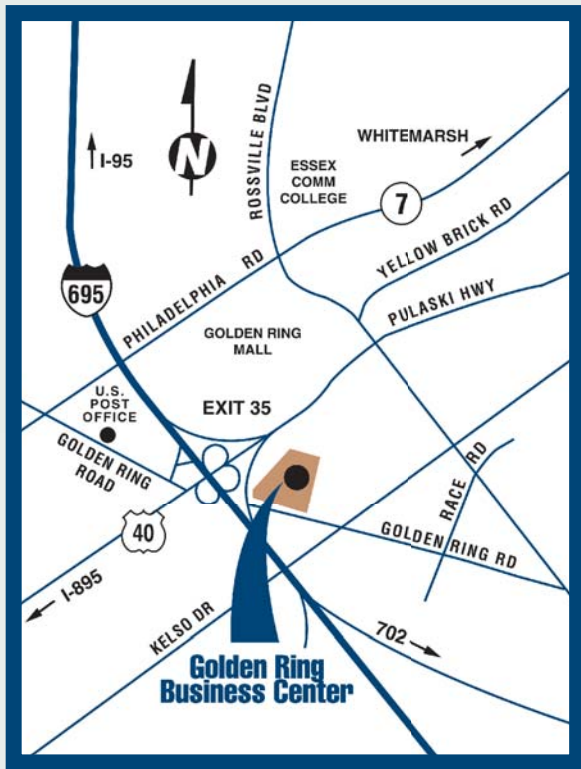 I-95
N
ROSSVILLE BLVD
WHITEMARSH
ESSEX
COMM
COLLEGE
7
YELLOW BRICK RD
PULASKI HWY
695
PHILADELPHIA RD
GOLDEN RING
MALL
U.S.
POST
OFFICE
EXIT 35
GOLDEN RING
ROAD
RACE RD
GOLDEN RING RD
40
I-895
KELSO DR
702
Golden Ring
Business Center